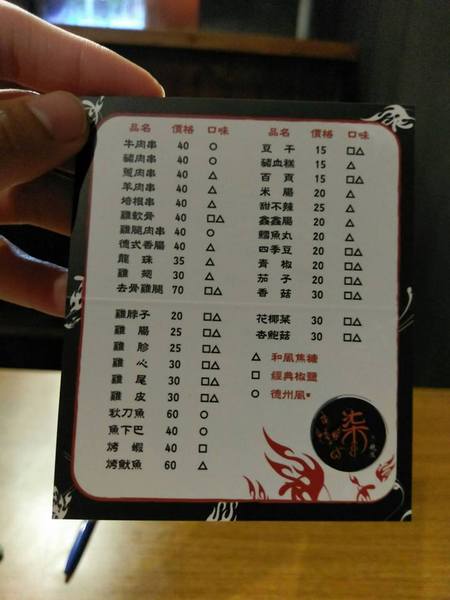 品名 價格 口味
牛肉串 40 ○
豬肉串 40 ○
蔥肉串 40 △
羊肉串 40 △
培根串 40 △
雞軟骨 40 □△
雞腿肉串 40 ○
德式香腸 40 △
龍珠 35 △
雞翅 30 △
去骨雞腿 70 □△
雞脖子 20 □△
雞腸 25 □△
雞胗 25 □△
雞心 30 □△
雞尾 30 □△
雞皮 30 □△
秋刀魚 60 ○
魚下巴 40 ○
烤蝦 40 □
烤魷魚 60 △
品名 價格 口味
豆干 15 □△
豬血糕 15 △
百頁 15 □△
米腸 20 △
甜不辣 25 △
鑫鑫腸 20 △
鱈魚丸 20 △
四季豆 20 □△
青椒 20 □△
茄子 30 □△
香菇 30 □△
花椰菜 30 □△
杏鮑菇 30 □△
△ 和風焦糖
□ 經典椒鹽
○ 德州風*
柒